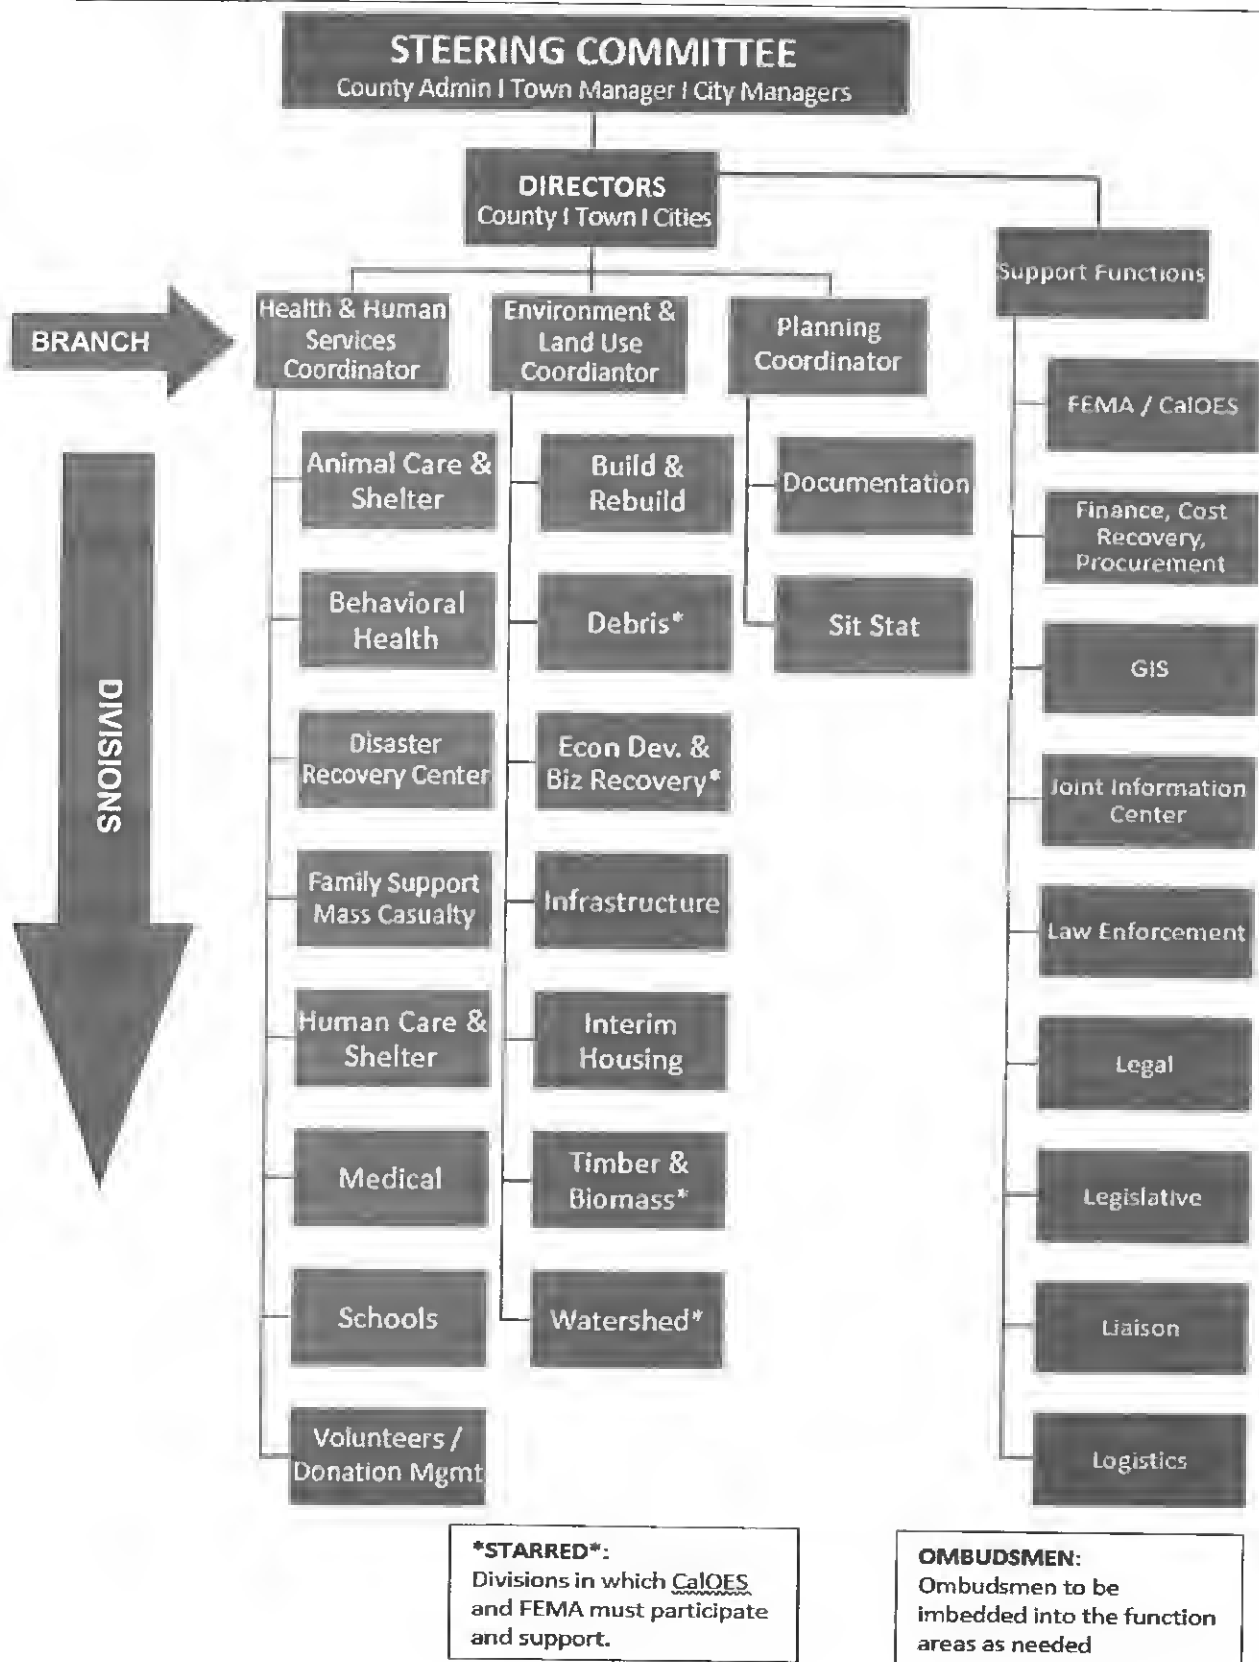 STEERING COMMITTEE
County Admin I Town Manager I City Managers
DIRECTORS
County I Town I Cities
Support Functions
BRANCH
Health & Human
Services
Coordinator
Environment &
Land Use
Coordiantor
Planning
Coordinator
DIVISIONS
Animal Care &
Shelter
Behavioral
Health
Disaster
Recovery Center
Family Support
Mass Casualty
Human Care &
Shelter
Medical
Schools
Volunteers /
Donation Mgmt
Build &
Rebuild
Debris*
Econ Dev. &
Biz Recovery*
Infrastructure
Interim
Housing
Timber &
Biomass*
Watershed*
Documentation
Sit Stat
FEMA / CalOES
Finance, Cost
Recovery,
Procurement
GIS
Joint Information
Center
Law Enforcement
Legal
Legislative
Liaison
Logistics
*STARRED*:
Divisions in which CalOES
and FEMA must participate
and support.
OMBUDSMEN:
Ombudsmen to be
imbedded into the function
areas as needed